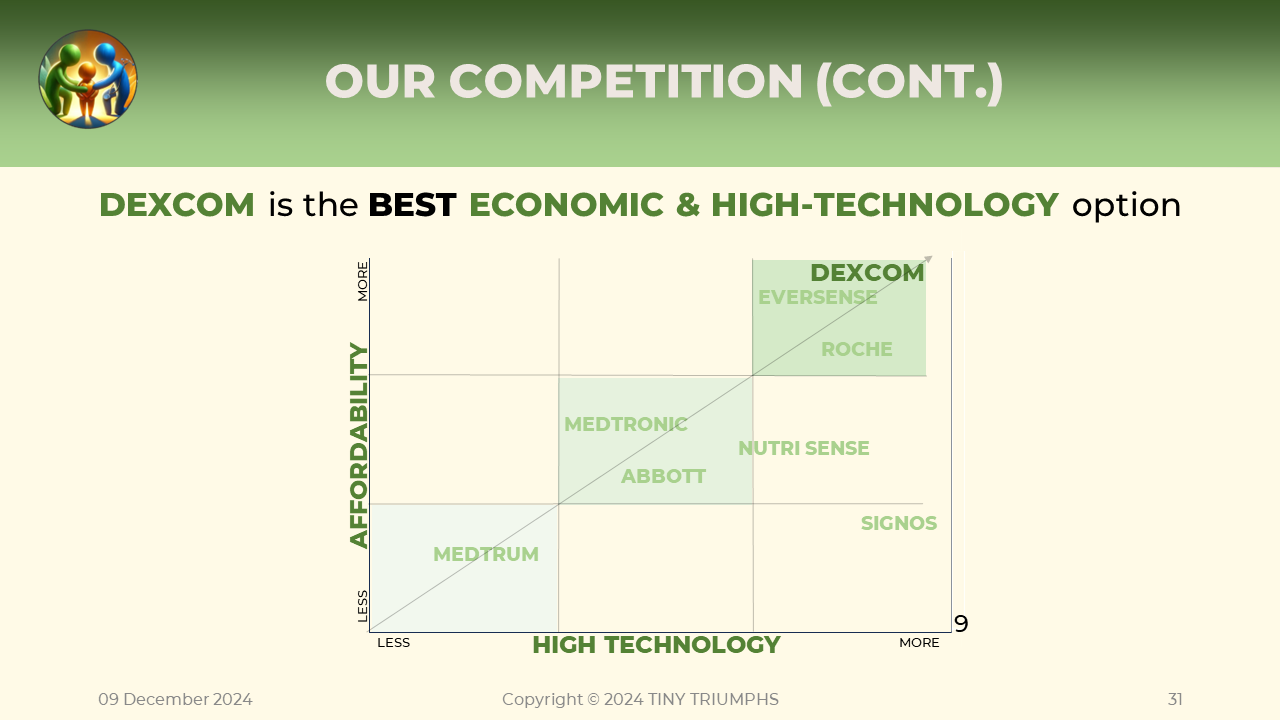 OUR COMPETITION (CONT.)
DEXCOM is the BEST ECONOMIC & HIGH-TECHNOLOGY option
MORE
DEXCOM
EVERSENSE
ROCHE
AFFORDABILITY
MEDTRONIC
NUTRI SENSE
ABBOTT
SIGNOS
MEDTRUM
LESS
9
LESS
HIGH TECHNOLOGY
MORE
09 December 2024
Copyright © 2024 TINY TRIUMPHS
31